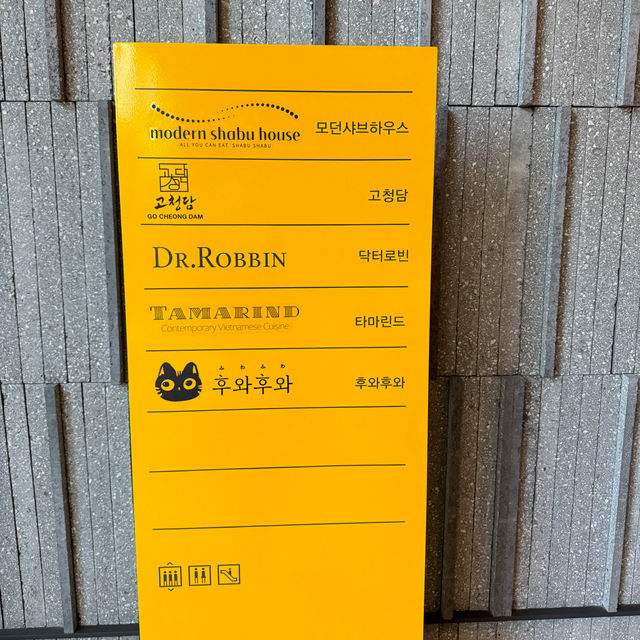 modern shabu house
ALL YOU CAN EAT SHABU SHABU
모던샤브하우스
고청담
고청담
GO CHEONG DAM
고청담
DR.ROBBIN
닥터로빈
TAMARIND
Contemporary Vietnamese Cuisine
타마린드
ふわふわ
후와후와
후와후와